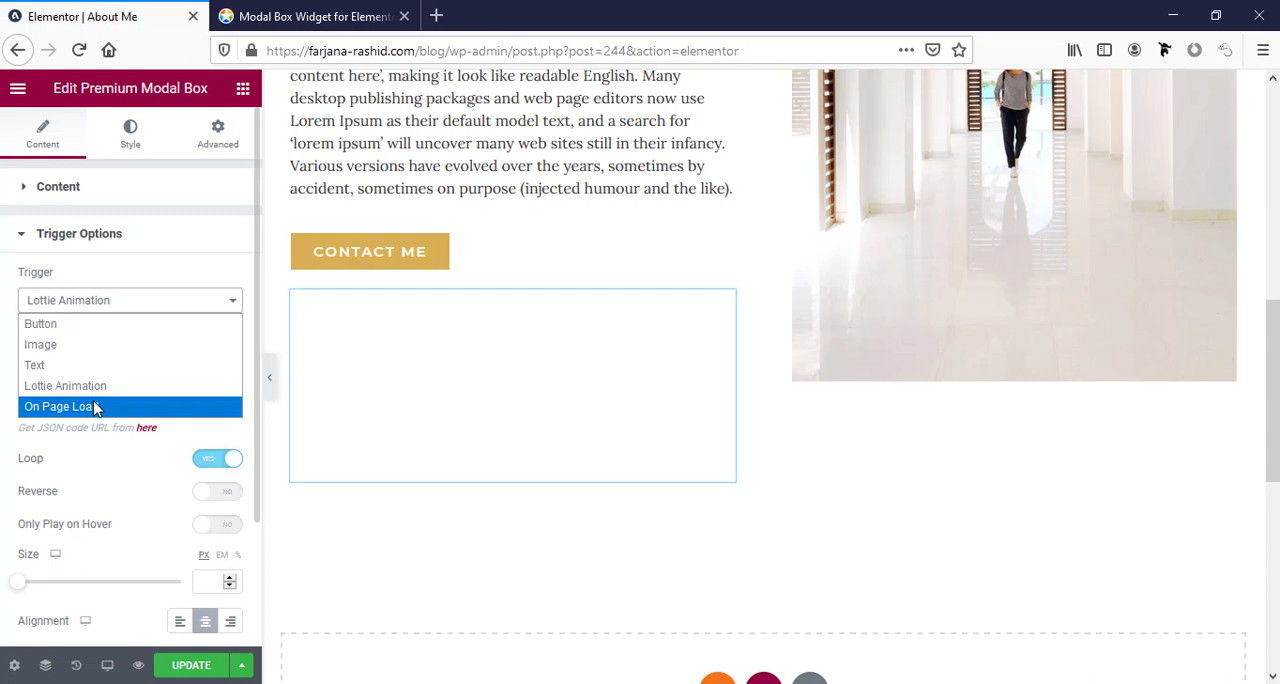 Elementor | About Me
Modal Box Widget for Element
https://farjana-rashid.com/blog/wp-admin/post.php?post=244&action=elementor
Edit Premium Modal Box
Content
Style
Advanced
Content
Trigger Options
Trigger
Lottie Animation
Button
Image
Text
Lottie Animation
On Page Loa
Get JSON code URL from here
Loop
YES
Reverse
NO
Only Play on Hover
NO
Size
PX EM %
Alignment
UPDATE
content here', making it look like readable English. Many
desktop publishing packages and web page editors now use
Lorem Ipsum as their default model text, and a search for
'lorem ipsum' will uncover many web sites still in their infancy.
Various versions have evolved over the years, sometimes by
accident, sometimes on purpose (injected humour and the like).
CONTACT ME